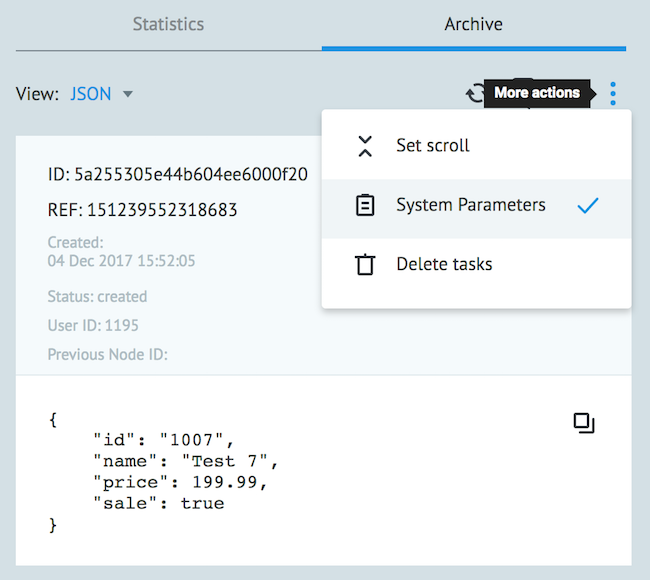 Statistics
Archive
View: JSON
More actions
Set scroll
System Parameters
Delete tasks
ID: 5a255305e44b604ee6000f20
REF: 151239552318683
Created:
04 Dec 2017 15:52:05
Status: created
User ID: 1195
Previous Node ID:
{
"id": "1007",
"name": "Test 7",
"price": 199.99,
"sale": true
}